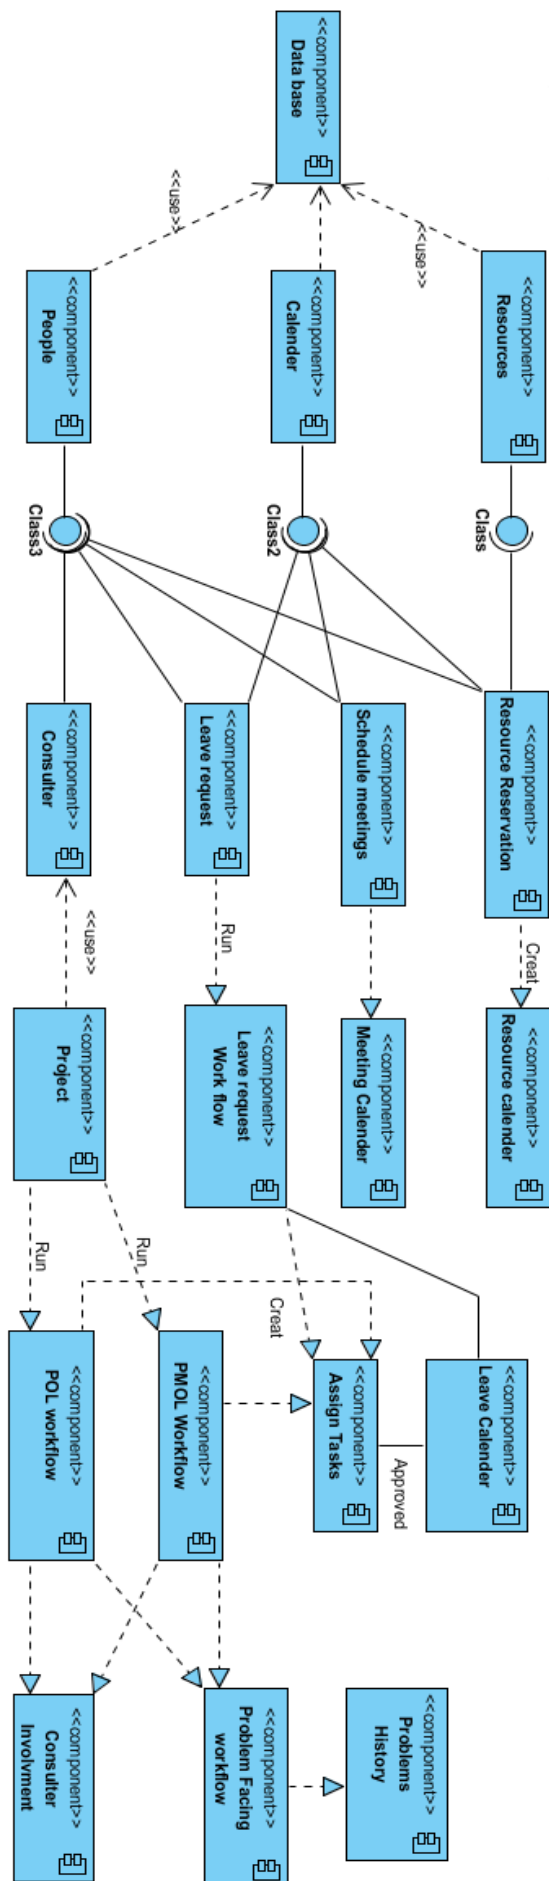 <<component>>
Data base
<<use>>
<<use>>
<<component>>
Resources
<<component>>
Calender
<<component>>
People
Class
Class2
Class3
<<component>>
Resource Reservation
<<component>>
Schedule meetings
<<component>>
Leave request
<<component>>
Consulter
Creat
Run
<<use>>
<<component>>
Resource calender
<<component>>
Meeting Calender
<<component>>
Leave request
Work flow
<<component>>
Project
Creat
Run
Run
<<component>>
Leave Calender
Approved
<<component>>
Assign Tasks
<<component>>
PMOL Workflow
<<component>>
POL workflow
<<component>>
Problems
History
<<component>>
Problem Facing
workflow
<<component>>
Consulter
Involvment